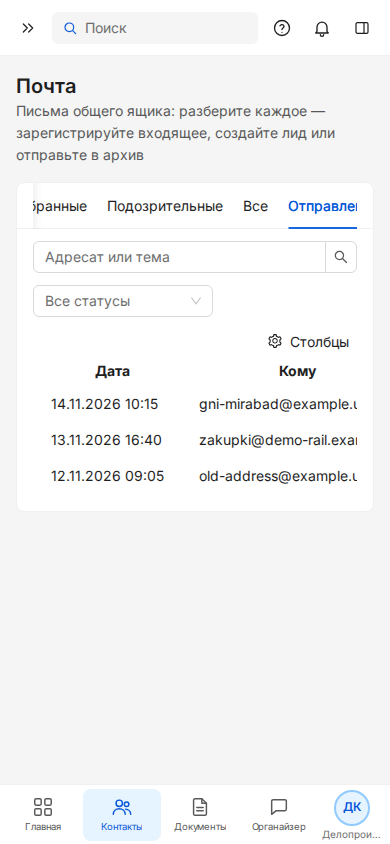 Поиск
Почта
Письма общего ящика: разберите каждое —
зарегистрируйте входящее, создайте лид или
отправьте в архив
бранные Подозрительные Все Отправлен
Адресат или тема
Все статусы
Столбцы
Дата Кому
14.11.2026 10:15 gni-mirabad@example.u
13.11.2026 16:40 zakupki@demo-rail.exar
12.11.2026 09:05 old-address@example.u
ДК
Главная Контакты Документы Органайзер Делопрои...